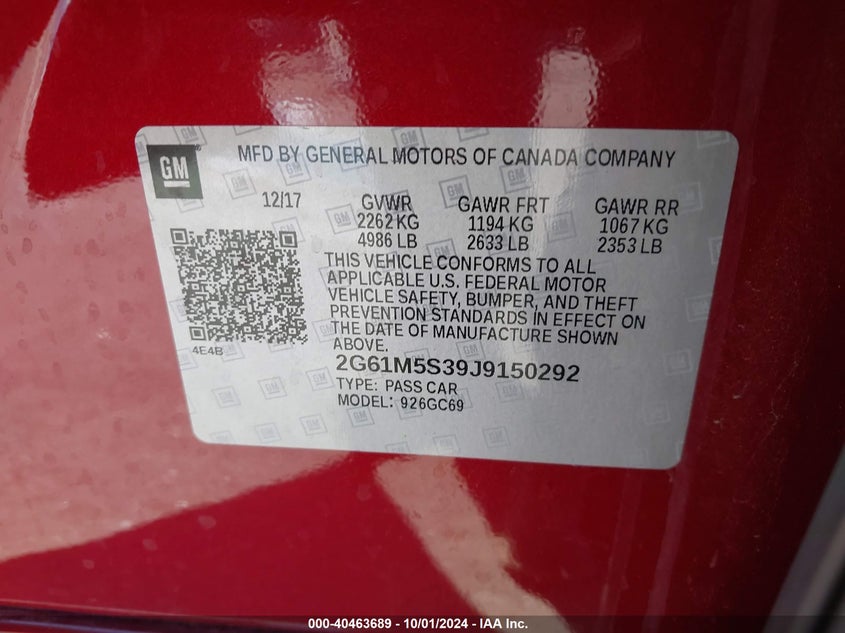 GM
MFD BY GENERAL MOTORS OF CANADA COMPANY
12/17 GVWR GAWR FRT GAWR RR
2262 KG 1194 KG 1067 KG
4986 LB 2633 LB 2353 LB
THIS VEHICLE CONFORMS TO ALL
APPLICABLE U.S. FEDERAL MOTOR
VEHICLE SAFETY, BUMPER, AND THEFT
PREVENTION STANDARDS IN EFFECT ON
THE DATE OF MANUFACTURE SHOWN
ABOVE.
4E4B
2G61M5S39J9150292
TYPE: PASS CAR
MODEL: 926GC69
000-40463689 - 10/01/2024 - IAA Inc.